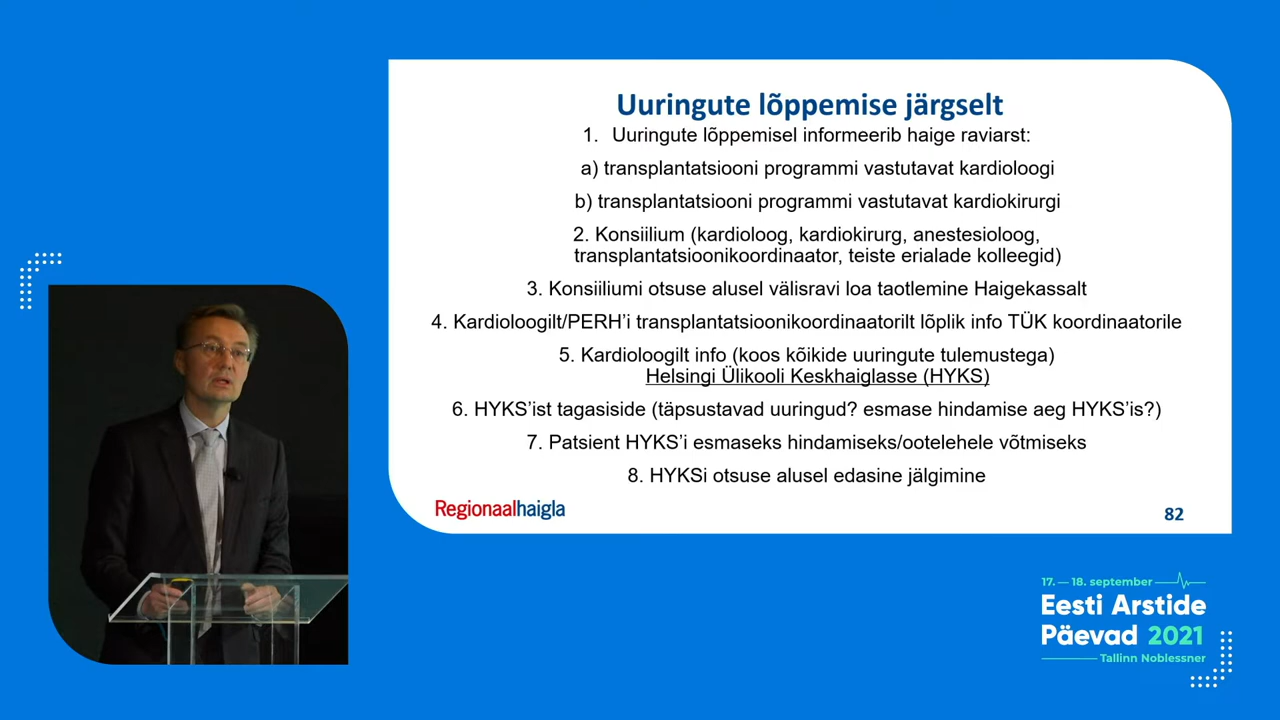 Uuringute lõppemise järgselt
1. Uuringute lõppemisel informeerib haige raviarst:
a) transplantatsiooni programmi vastutavat kardioloogi
b) transplantatsiooni programmi vastutavat kardiokirurgi
2. Konsiilium (kardioloog, kardiokirurg, anestesioloog,
transplantatsioonikoordinaator, teiste erialade kolleegid)
3. Konsiiliumi otsuse alusel välisravi loa taotlemine Haigekassalt
4. Kardioloogilt/PERH’i transplantatsioonikoordinaatorilt lõplik info TÜK koordinaatorile
5. Kardioloogilt info (koos kõikide uuringute tulemustega)
Helsingi Ülikooli Keskhaiglasse (HYKS)
6. HYKS’ist tagasiside (täpsustavad uuringud? esmase hindamise aeg HYKS’is?)
7. Patsient HYKS’i esmaseks hindamiseks/ootelehele võtmiseks
8. HYKSi otsuse alusel edasine jälgimine
Regionaalhaigla
82
17. — 18. september
Eesti Arstide
Päevad 2021
Tallinn Noblessner